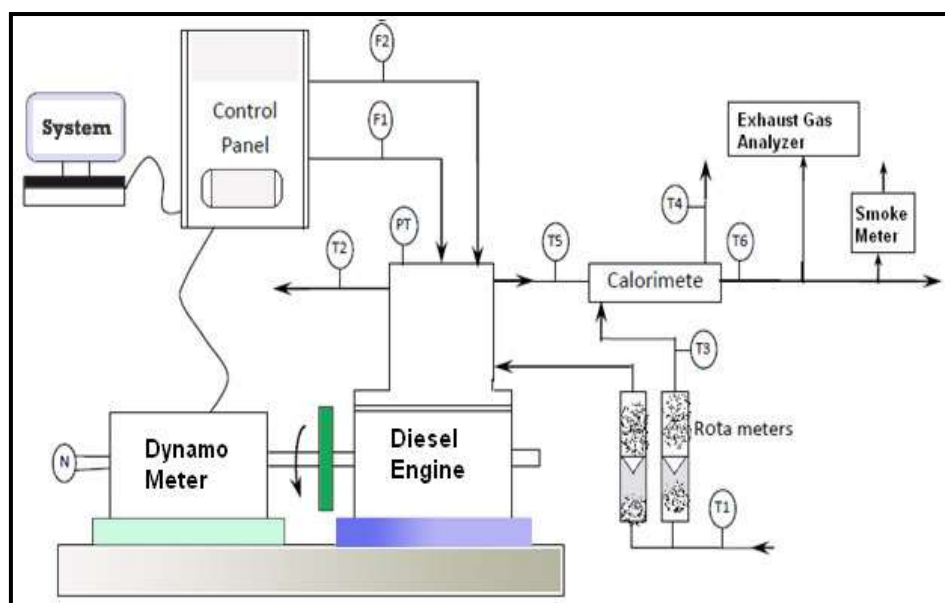 F2
F1
System
Control
Panel
Exhaust Gas
Analyzer
T4
Smoke
Meter
PT
T2
T5
T6
Calorimete
T3
Rota meters
Dynamo
Meter
Diesel
Engine
N
T1